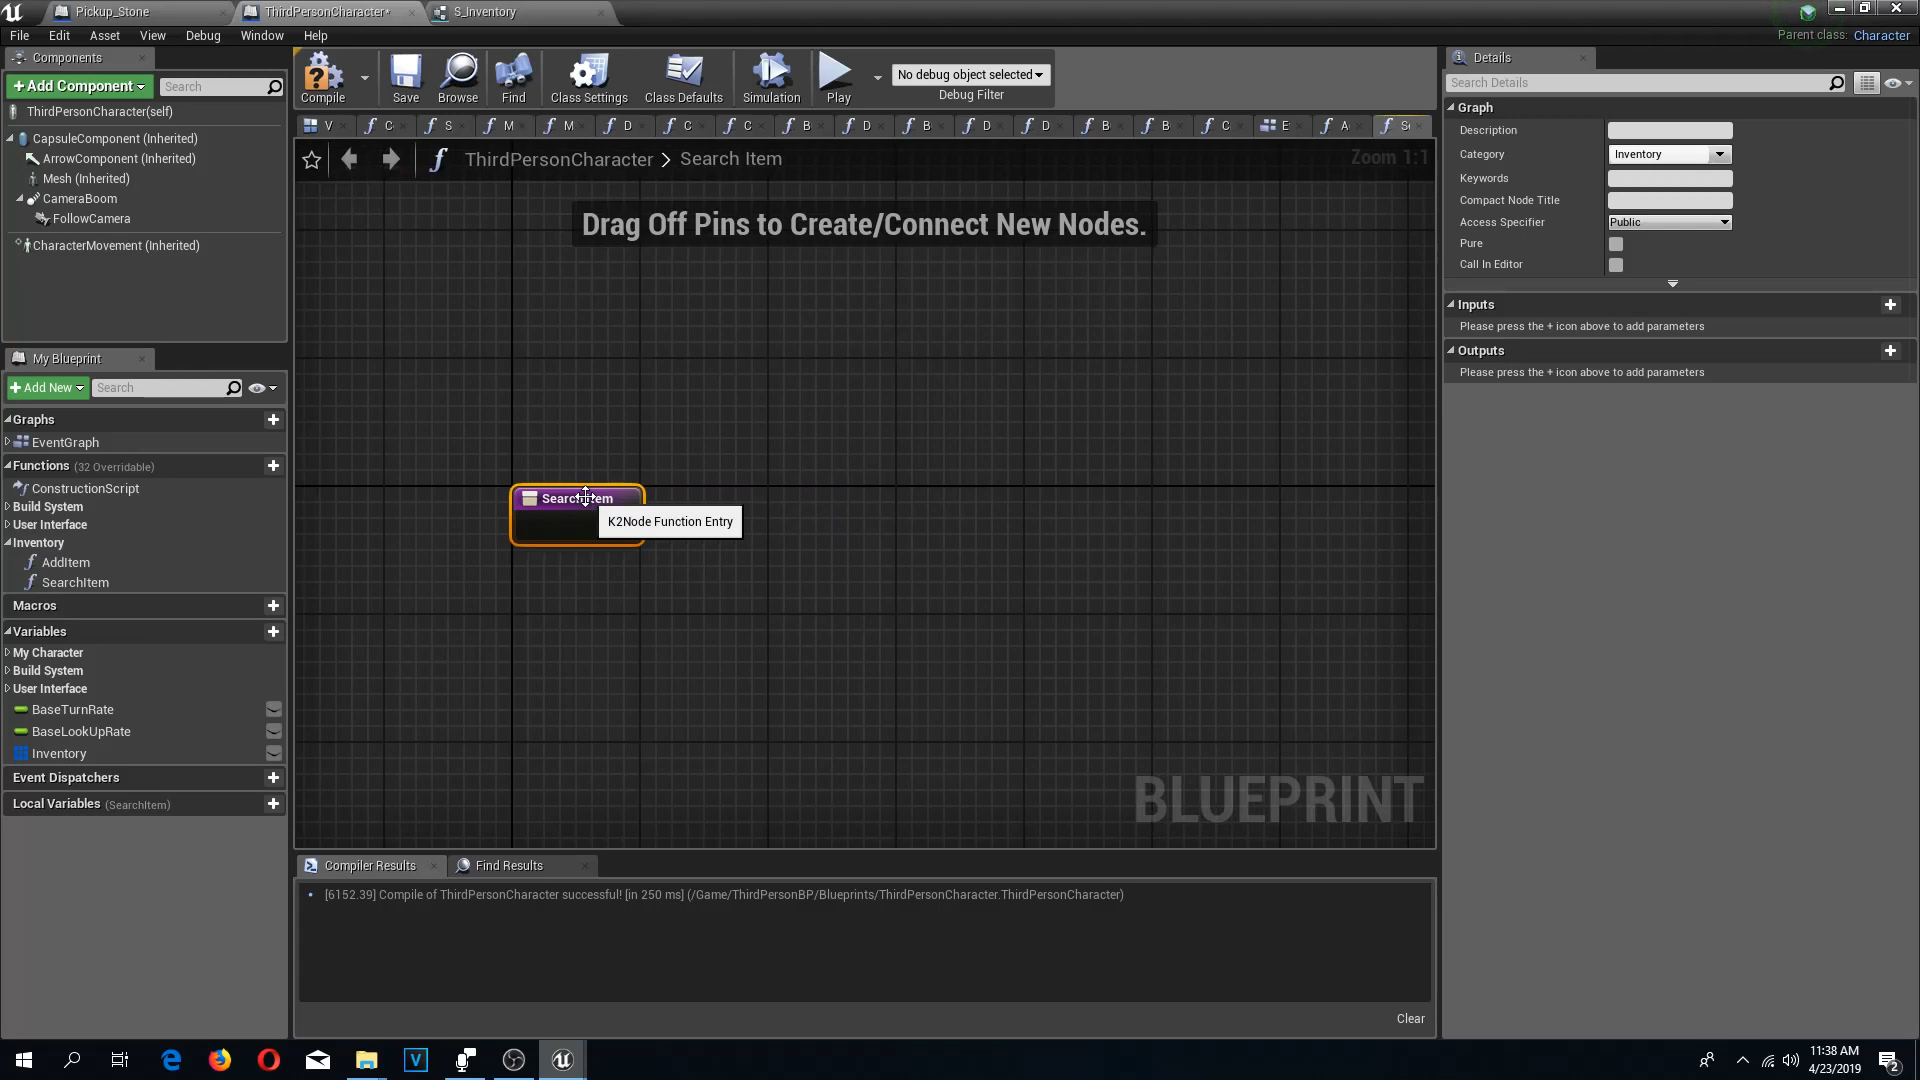 Pickup_Stone
ThirdPersonCharacter*
S_Inventory
File Edit Asset View Debug Window Help
Parent class: Character
Components
+Add Component
Search
ThirdPersonCharacter(self)
CapsuleComponent (Inherited)
ArrowComponent (Inherited)
Mesh (Inherited)
CameraBoom
FollowCamera
CharacterMovement (Inherited)
My Blueprint
+Add New
Search
Graphs
EventGraph
Functions (32 Overridable)
ConstructionScript
Build System
User Interface
Inventory
AddItem
SearchItem
Macros
Variables
My Character
Build System
User Interface
BaseTurnRate
BaseLookUpRate
Inventory
Event Dispatchers
Local Variables (SearchItem)
Compile Save Browse Find Class Settings Class Defaults Simulation Play
No debug object selected
Debug Filter
V C S M M D C C B D B D D B B C E A Se
ThirdPersonCharacter > Search Item
Zoom 1:1
Drag Off Pins to Create/Connect New Nodes.
K2Node Function Entry
BLUEPRINT
Compiler Results
Find Results
[6152.39] Compile of ThirdPersonCharacter successful! [in 250 ms] (/Game/ThirdPersonBP/Blueprints/ThirdPersonCharacter.ThirdPersonCharacter)
Clear
Details
Search Details
Graph
Description
Category Inventory
Keywords
Compact Node Title
Access Specifier Public
Pure
Call In Editor
Inputs
Please press the + icon above to add parameters
Outputs
Please press the + icon above to add parameters
11:38 AM
4/23/2019
2